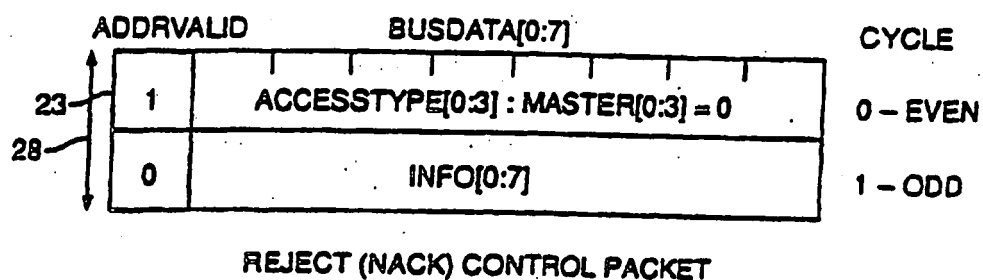 ADDRVALID BUSDATA[0:7] CYCLE
23 1 ACCESSTYPE[0:3] : MASTER[0:3] = 0 0 – EVEN
28
0 INFO[0:7] 1 – ODD
REJECT (NACK) CONTROL PACKET